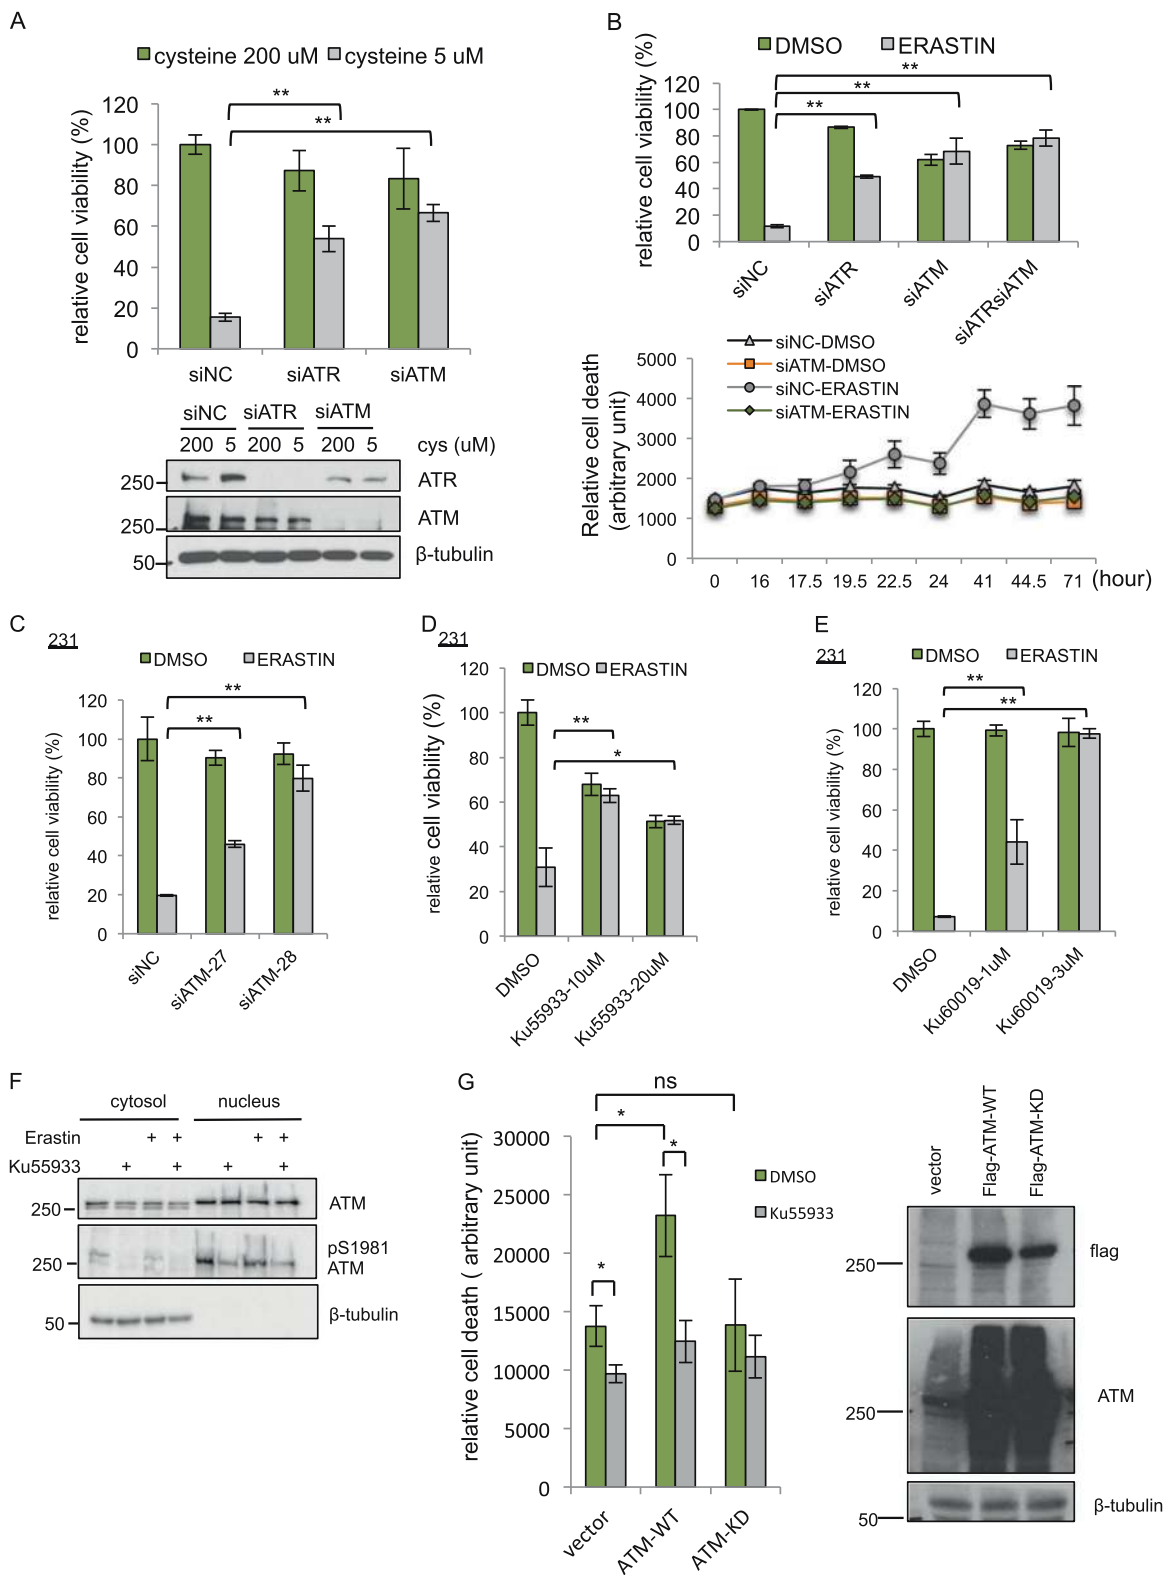 A
cysteine 200 uM cysteine 5 uM
relative cell viability (%)
120
100
80
60
40
20
0
** **
siNC siATR siATM
siNC siATR siATM
200 5 200 5 200 5 cys (uM)
250 ATR
250 ATM
50 β-tubulin
B
DMSO ERASTIN
relative cell viability (%)
120
100
80
60
40
20
0
** ** **
siNC siATR siATM siATRsiATM
siNC-DMSO
siATM-DMSO
siNC-ERASTIN
siATM-ERASTIN
Relative cell death
(arbitrary unit)
5000
4000
3000
2000
1000
0
0 16 17.5 19.5 22.5 24 41 44.5 71 (hour)
C
231
DMSO ERASTIN
relative cell viability (%)
120
100
80
60
40
20
0
** **
siNC siATM-27 siATM-28
D
231
DMSO ERASTIN
relative cell viability (%)
120
100
80
60
40
20
0
** *
DMSO Ku55933-10uM Ku55933-20uM
E
231
DMSO ERASTIN
relative cell viability (%)
120
100
80
60
40
20
0
** **
DMSO Ku60019-1uM Ku60019-3uM
F
cytosol nucleus
Erastin + + + +
Ku55933 + + + +
250 ATM
250 pS1981
ATM
50 β-tubulin
G
ns
* * *
relative cell death ( arbitrary unit)
30000
25000
20000
15000
10000
5000
0
DMSO
Ku55933
vector ATM-WT ATM-KD
vector Flag-ATM-WT Flag-ATM-KD
250 flag
250 ATM
50 β-tubulin